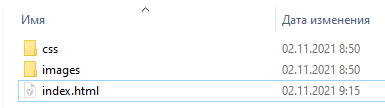 Имя Дата изменения
css 02.11.2021 8:50
images 02.11.2021 8:50
index.html 02.11.2021 9:15